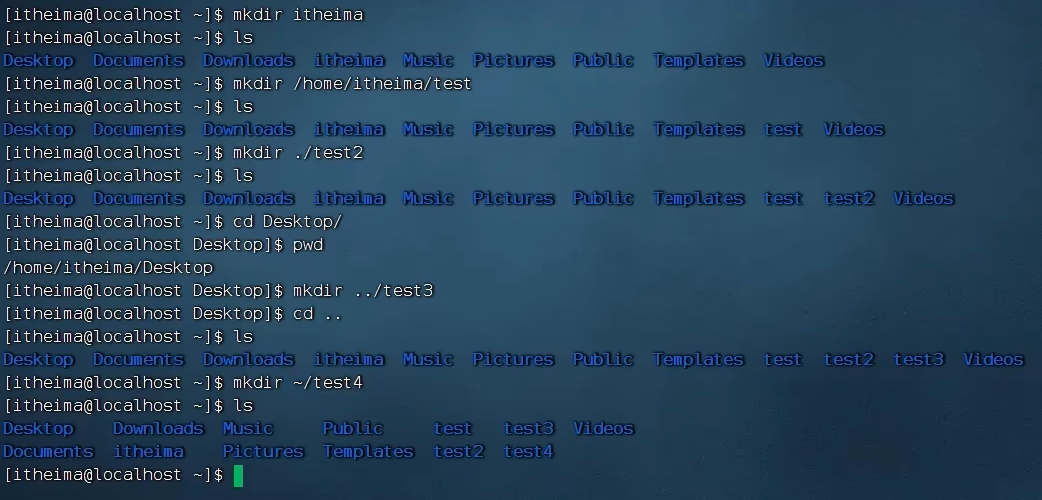 [itheima@localhost ~]$ mkdir itheima
[itheima@localhost ~]$ ls
Desktop  Documents  Downloads  itheima  Music  Pictures  Public  Templates  Videos
[itheima@localhost ~]$ mkdir /home/itheima/test
[itheima@localhost ~]$ ls
Desktop  Documents  Downloads  itheima  Music  Pictures  Public  Templates  test  Videos
[itheima@localhost ~]$ mkdir ./test2
[itheima@localhost ~]$ ls
Desktop  Documents  Downloads  itheima  Music  Pictures  Public  Templates  test  test2  Videos
[itheima@localhost ~]$ cd Desktop/
[itheima@localhost Desktop]$ pwd
/home/itheima/Desktop
[itheima@localhost Desktop]$ mkdir ../test3
[itheima@localhost Desktop]$ cd ..
[itheima@localhost ~]$ ls
Desktop  Documents  Downloads  itheima  Music  Pictures  Public  Templates  test  test2  test3  Videos
[itheima@localhost ~]$ mkdir ~/test4
[itheima@localhost ~]$ ls
Desktop    Downloads  Music     Public     test   test3  Videos
Documents  itheima    Pictures  Templates  test2  test4
[itheima@localhost ~]$